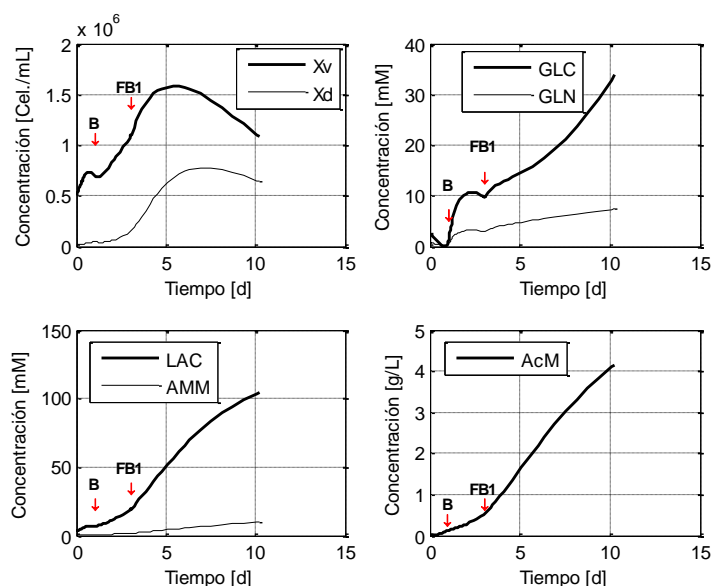 x 10^6
2
1.5
1
0.5
0
0
5
10
15
Concentración [Cel./mL]
Tiempo [d]
Xv
Xd
B
FB1
40
30
20
10
0
0
5
10
15
Concentración [mM]
Tiempo [d]
GLC
GLN
B
FB1
150
100
50
0
0
5
10
15
Concentración [mM]
Tiempo [d]
LAC
AMM
B
FB1
5
4
3
2
1
0
0
5
10
15
Concentración [g/L]
Tiempo [d]
AcM
B
FB1